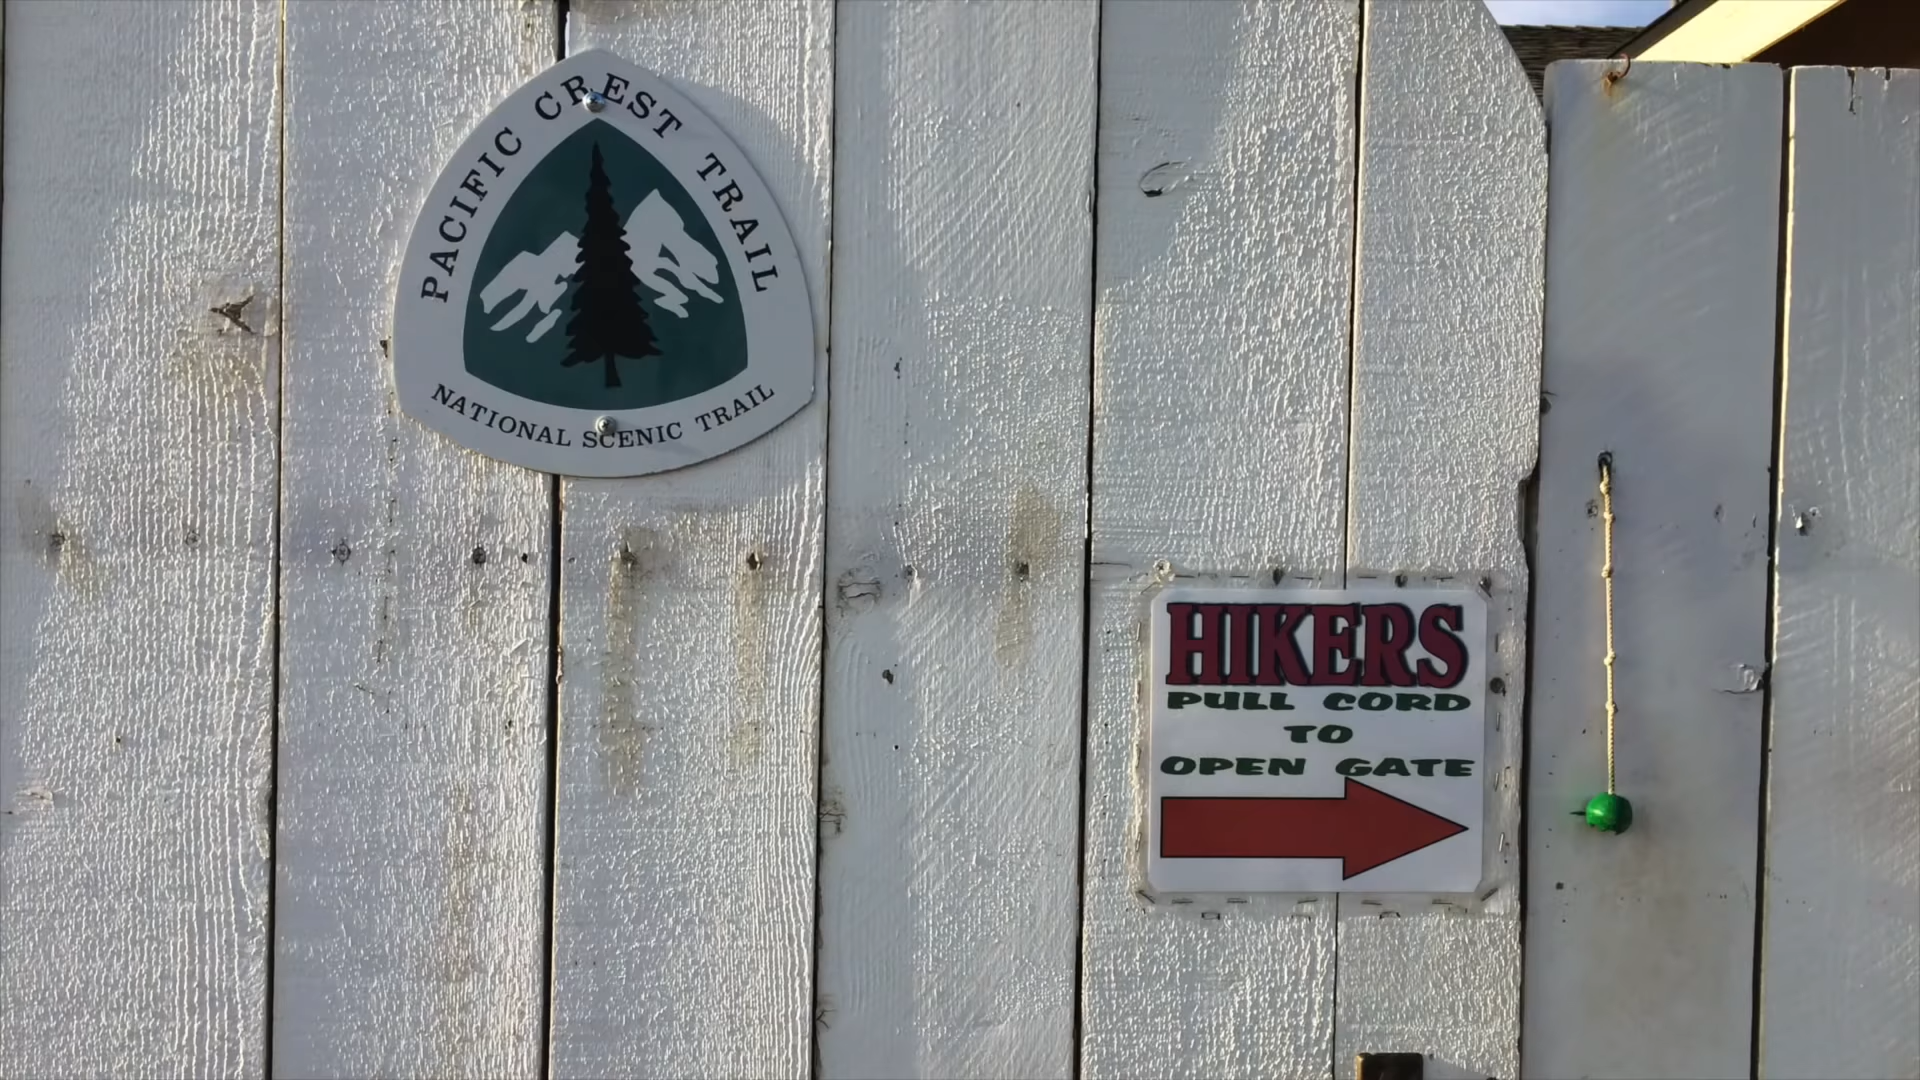 PACIFIC CREST TRAIL
NATIONAL SCENIC TRAIL
HIKERS
PULL CORD
TO
OPEN GATE